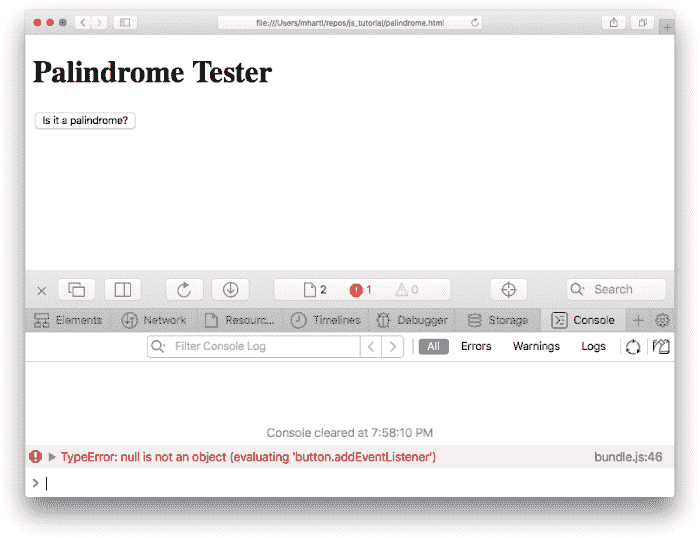 file:///Users/mhartl/repos/js_tutorial/palindrome.html
Palindrome Tester
Is it a palindrome?
2 1 0 Search
Elements Network Resourc... Timelines Debugger Storage Console
Filter Console Log All Errors Warnings Logs
Console cleared at 7:58:10 PM
TypeError: null is not an object (evaluating 'button.addEventListener') bundle.js:46